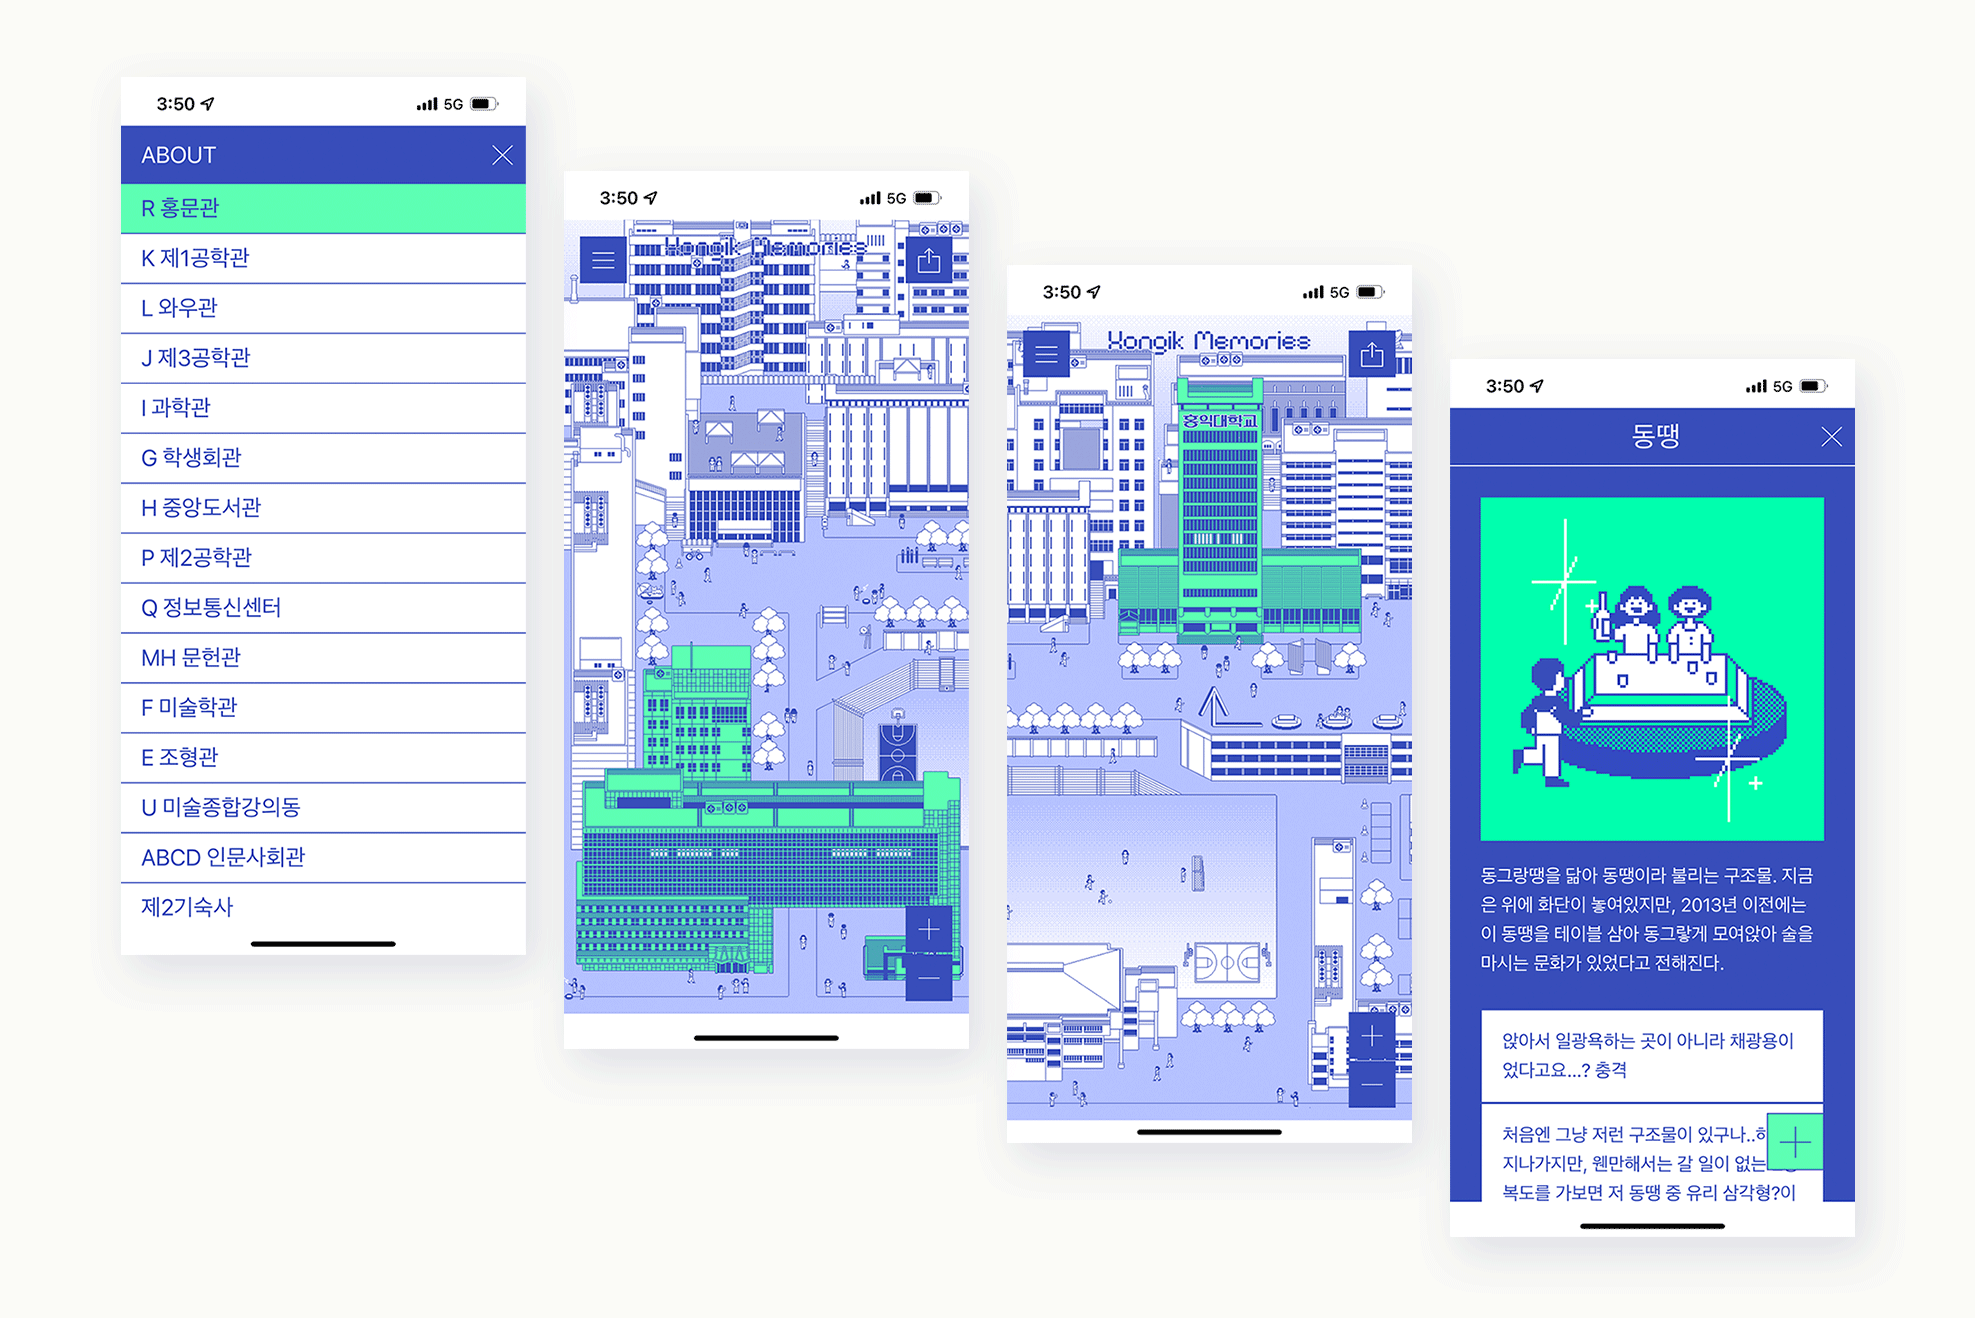 3:50
5G
ABOUT
R 홍문관
K 제1공학관
L 와우관
J 제3공학관
I 과학관
G 학생회관
H 중앙도서관
P 제2공학관
Q 정보통신센터
MH 문헌관
F 미술학관
E 조형관
U 미술종합강의동
ABCD 인문사회관
제2기숙사
3:50
5G
Hongik Memories
3:50
5G
Hongik Memories
홍익대학교
3:50
5G
동땡
동그랑땡을 닮아 동땡이라 불리는 구조물. 지금
은 위에 화단이 놓여있지만, 2013년 이전에는
이 동땡을 테이블 삼아 동그랗게 모여앉아 술을
마시는 문화가 있었다고 전해진다.
앉아서 일광욕하는 곳이 아니라 채광용이
었다고요...? 충격
처음엔 그냥 저런 구조물이 있구나..
지나가지만, 웬만해서는 갈 일이 없는
복도를 가보면 저 동땡 중 유리 삼각형?이